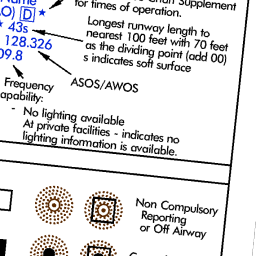 Supplement
for times of operation.
O) D *
* 43s
128.326
09.8
Longest runway length to
nearest 100 feet with 70 feet
as the dividing point (add 00)
s indicates soft surface
ASOS/AWOS
Frequency
apability:
- No lighting available
At private facilities - indicates no
lighting information is available.
Non Compulsory
Reporting
or Off Airway